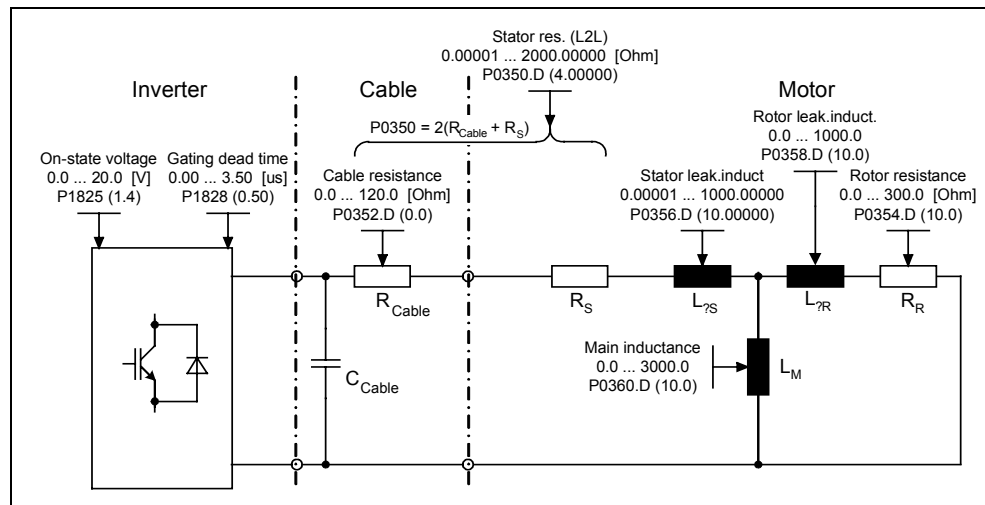 Stator res. (L2L)
0.00001 ... 2000.00000 [Ohm]
P0350.D (4.00000)
Inverter
Cable
Motor
P0350 = 2(R_Cable + R_S)
Rotor leak.induct.
0.0 ... 1000.0
P0358.D (10.0)
On-state voltage
0.0 ... 20.0 [V]
P1825 (1.4)
Gating dead time
0.00 ... 3.50 [us]
P1828 (0.50)
Cable resistance
0.0 ... 120.0 [Ohm]
P0352.D (0.0)
Stator leak.induct
0.00001 ... 1000.00000
P0356.D (10.00000)
Rotor resistance
0.0 ... 300.0 [Ohm]
P0354.D (10.0)
R_Cable
R_S
L_?S
L_?R
R_R
C_Cable
Main inductance
0.0 ... 3000.0
P0360.D (10.0)
L_M